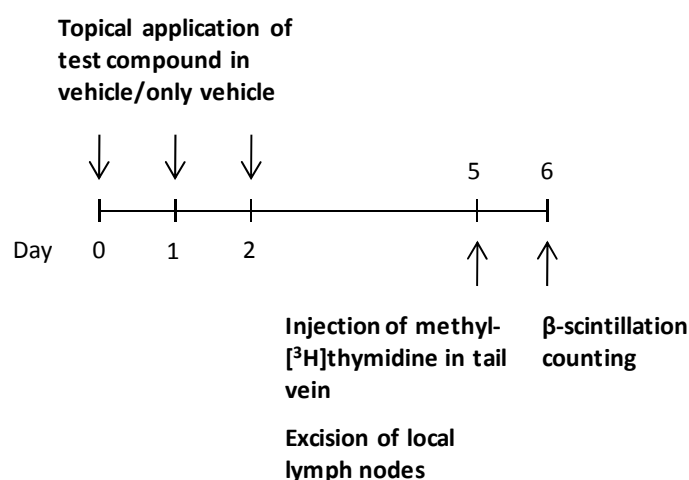 Topical application of
test compound in
vehicle/only vehicle
5 6
Day 0 1 2
Injection of methyl-
[³H]thymidine in tail
vein
Excision of local
lymph nodes
β-scintillation
counting